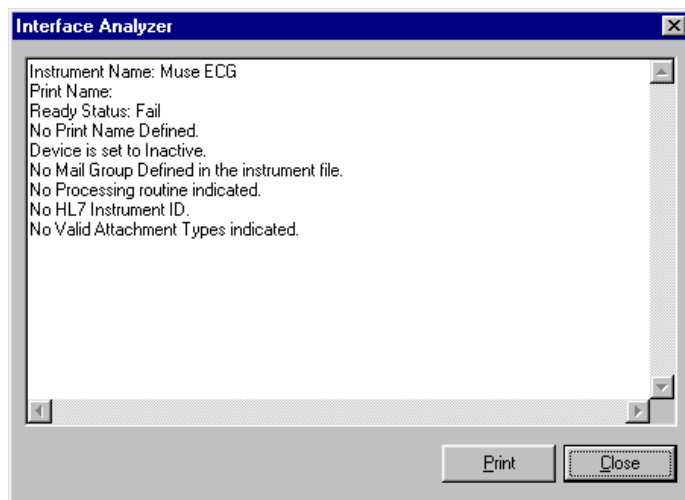 Interface Analyzer
Instrument Name: Muse ECG
Print Name:
Ready Status: Fail
No Print Name Defined.
Device is set to Inactive.
No Mail Group Defined in the instrument file.
No Processing routine indicated.
No HL7 Instrument ID.
No Valid Attachment Types indicated.
Print
Close